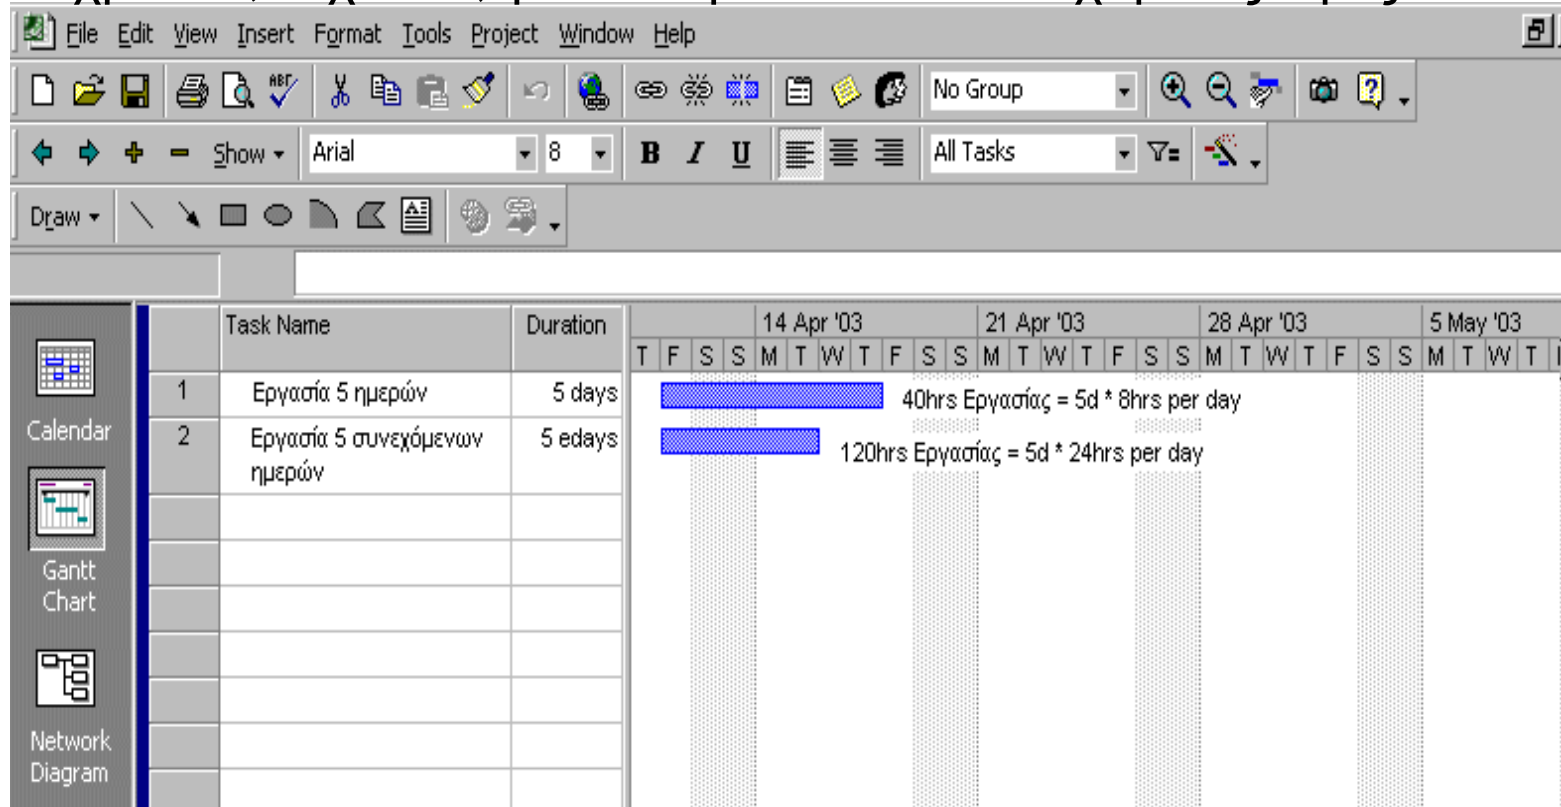 File Edit View Insert Format Tools Project Window Help
No Group
Show Arial 8 B I U All Tasks
Draw
Task Name Duration 14 Apr '03 21 Apr '03 28 Apr '03 5 May '03
T F S S M T W T F S S M T W T F S S M T W T F S S M T W T
1 Εργασία 5 ημερών 5 days 40hrs Εργασίας = 5d * 8hrs per day
Calendar
2 Εργασία 5 συνεχόμενων 5 edays 120hrs Εργασίας = 5d * 24hrs per day
ημερών
Gantt
Chart
Network
Diagram